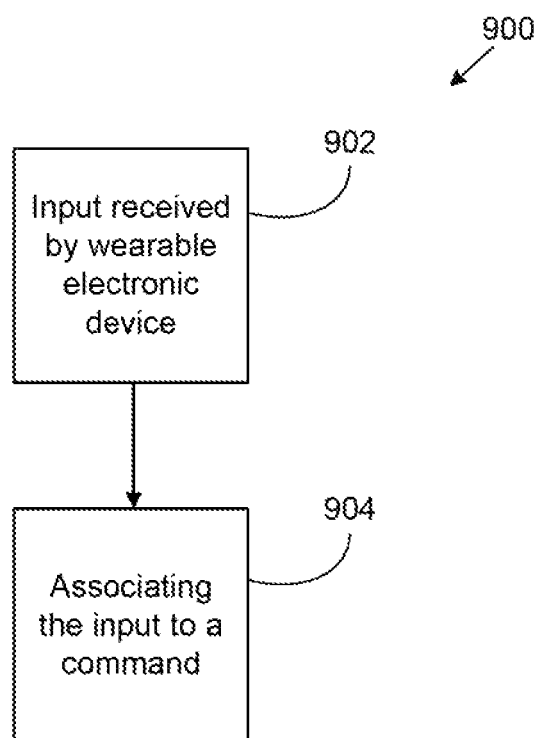 900
902
Input received
by wearable
electronic
device
904
Associating
the input to a
command